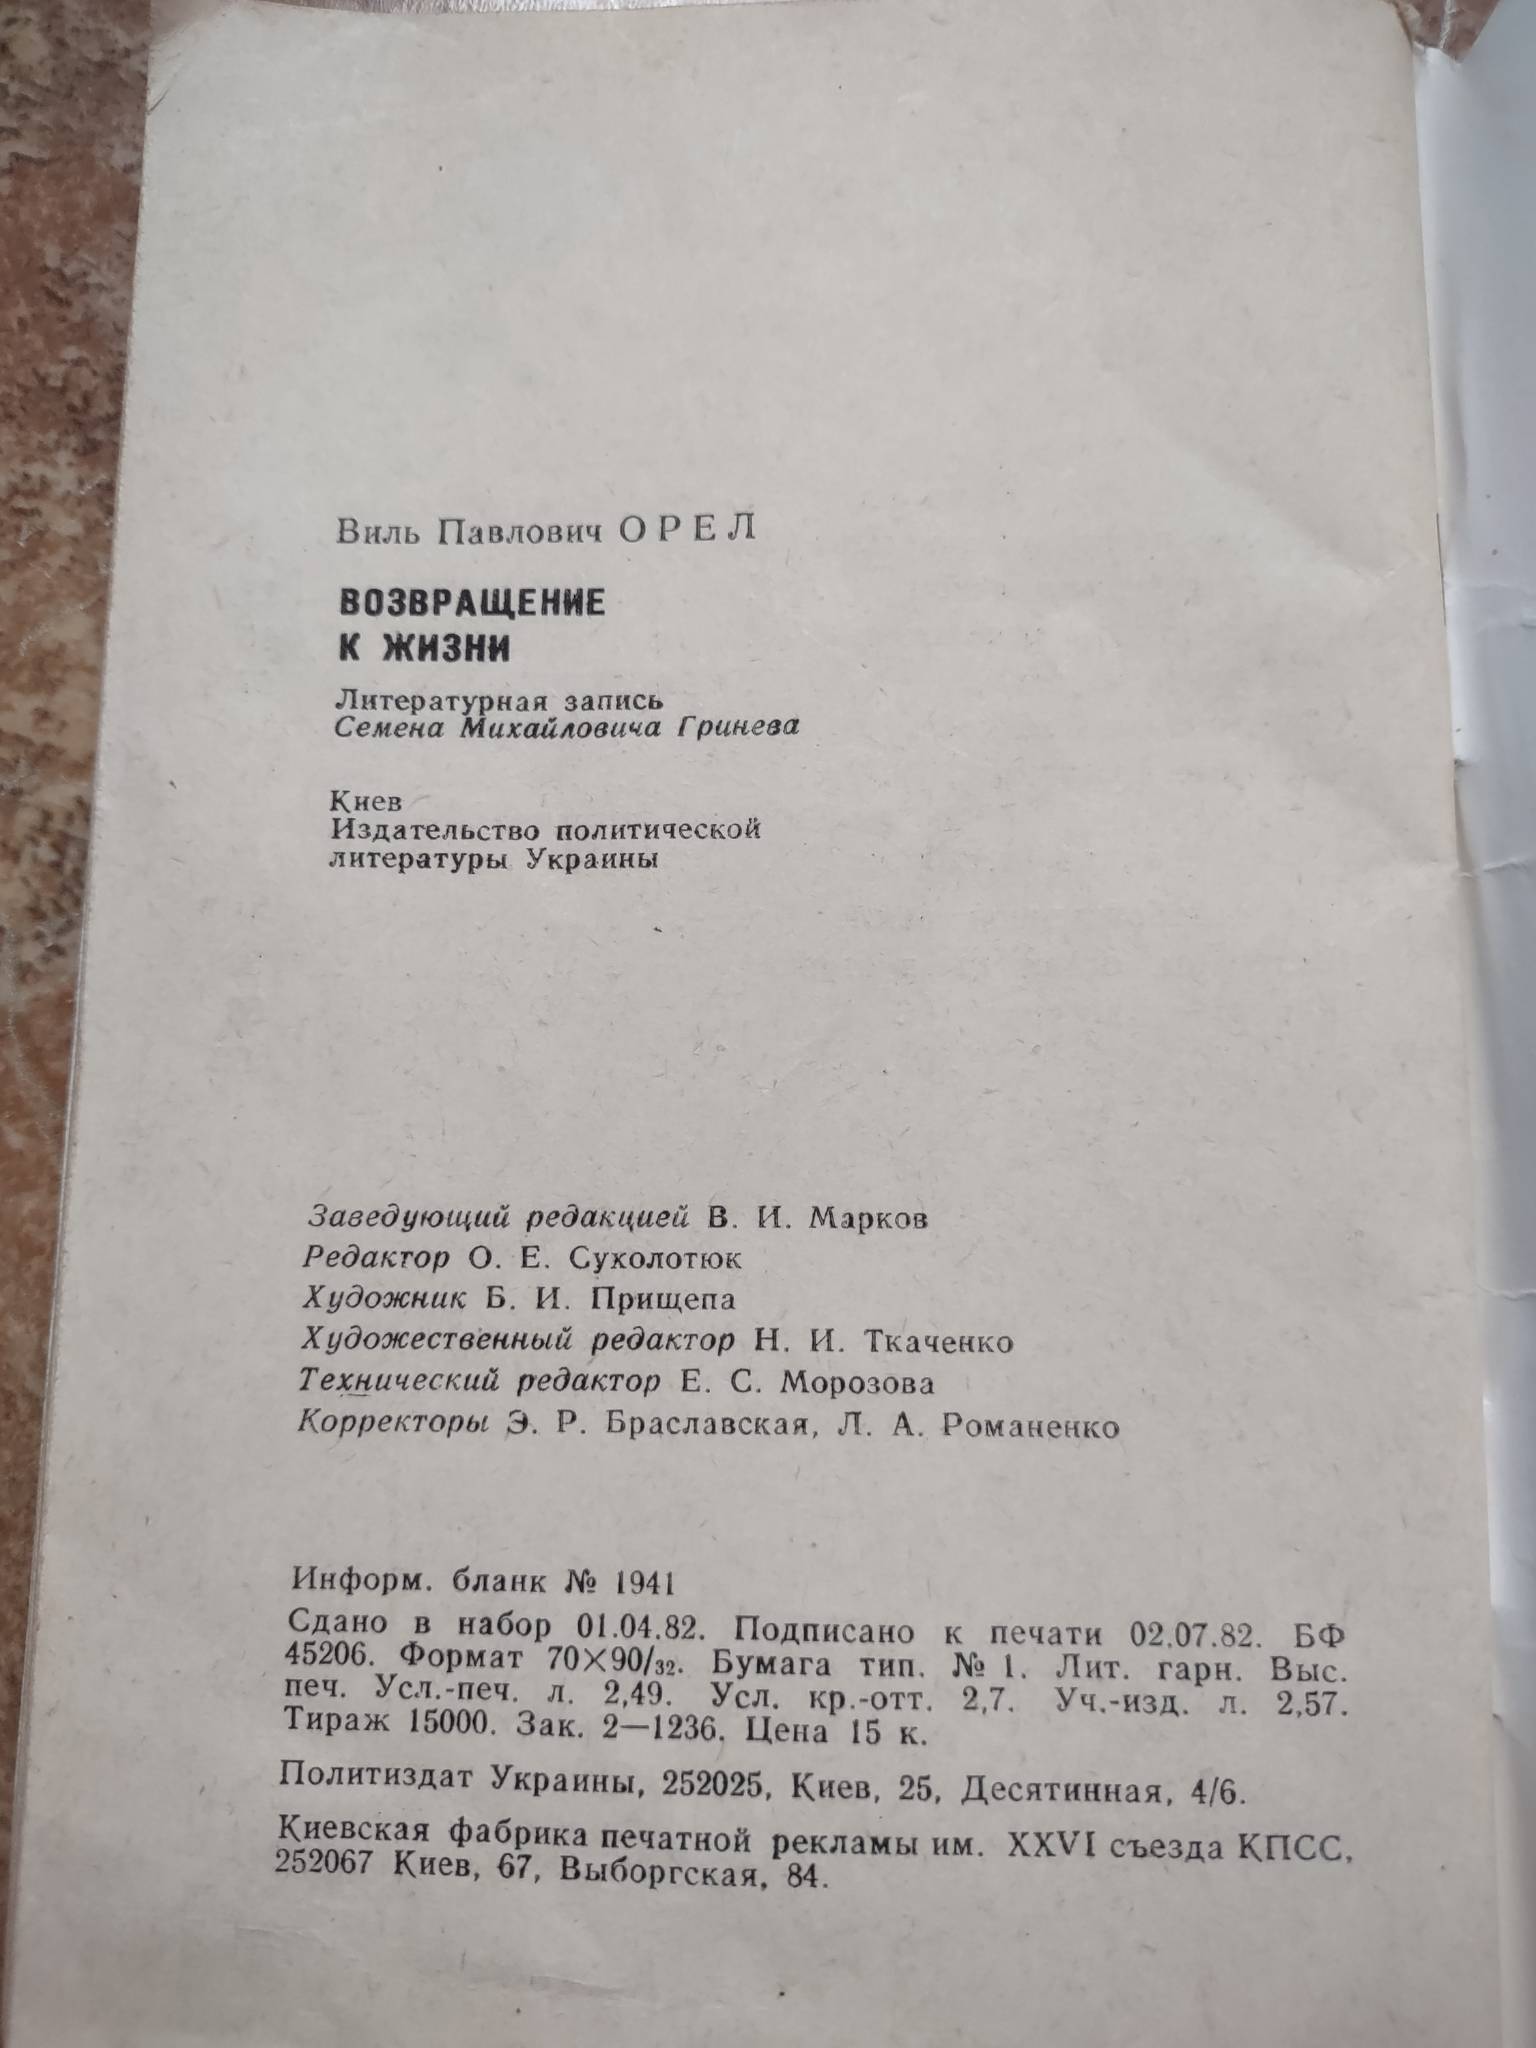 Виль Павлович ОРЕЛ
ВОЗВРАЩЕНИЕ
К ЖИЗНИ
Литературная запись
Семена Михайловича Гринева
Киев
Издательство политической
литературы Украины
Заведующий редакцией В. И. Марков
Редактор О. Е. Сухолотюк
Художник Б. И. Прищепа
Художественный редактор Н. И. Ткаченко
Технический редактор Е. С. Морозова
Корректоры Э. Р. Браславская, Л. А. Романенко
Информ. бланк № 1941
Сдано в набор 01.04.82. Подписано к печати 02.07.82. БФ
45206. Формат 70×90/32. Бумага тип. № 1. Лит. гарн. Выс.
печ. Усл.-печ. л. 2,49. Усл. кр.-отт. 2,7. Уч.-изд. л. 2,57.
Тираж 15000. Зак. 2—1236. Цена 15 к.
Политиздат Украины, 252025, Киев, 25, Десятинная, 4/6.
Киевская фабрика печатной рекламы им. XXVI съезда КПСС,
252067 Киев, 67, Выборгская, 84.